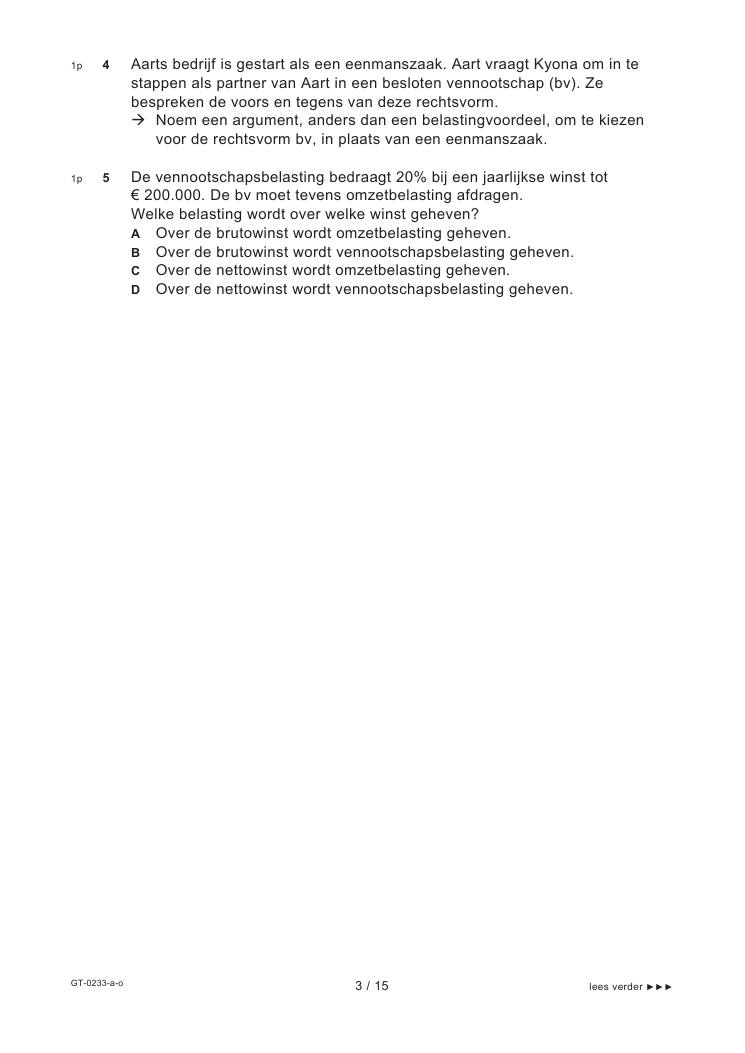 1p 4 Aarts bedrijf is gestart als een eenmanszaak. Aart vraagt Kyona om in te
stappen als partner van Aart in een besloten vennootschap (bv). Ze
bespreken de voors en tegens van deze rechtsvorm.
→ Noem een argument, anders dan een belastingvoordeel, om te kiezen
voor de rechtsvorm bv, in plaats van een eenmanszaak.
1p 5 De vennootschapsbelasting bedraagt 20% bij een jaarlijkse winst tot
€ 200.000. De bv moet tevens omzetbelasting afdragen.
Welke belasting wordt over welke winst geheven?
A Over de brutowinst wordt omzetbelasting geheven.
B Over de brutowinst wordt vennootschapsbelasting geheven.
C Over de nettowinst wordt omzetbelasting geheven.
D Over de nettowinst wordt vennootschapsbelasting geheven.
GT-0233-a-o 3 / 15 lees verder ►►►